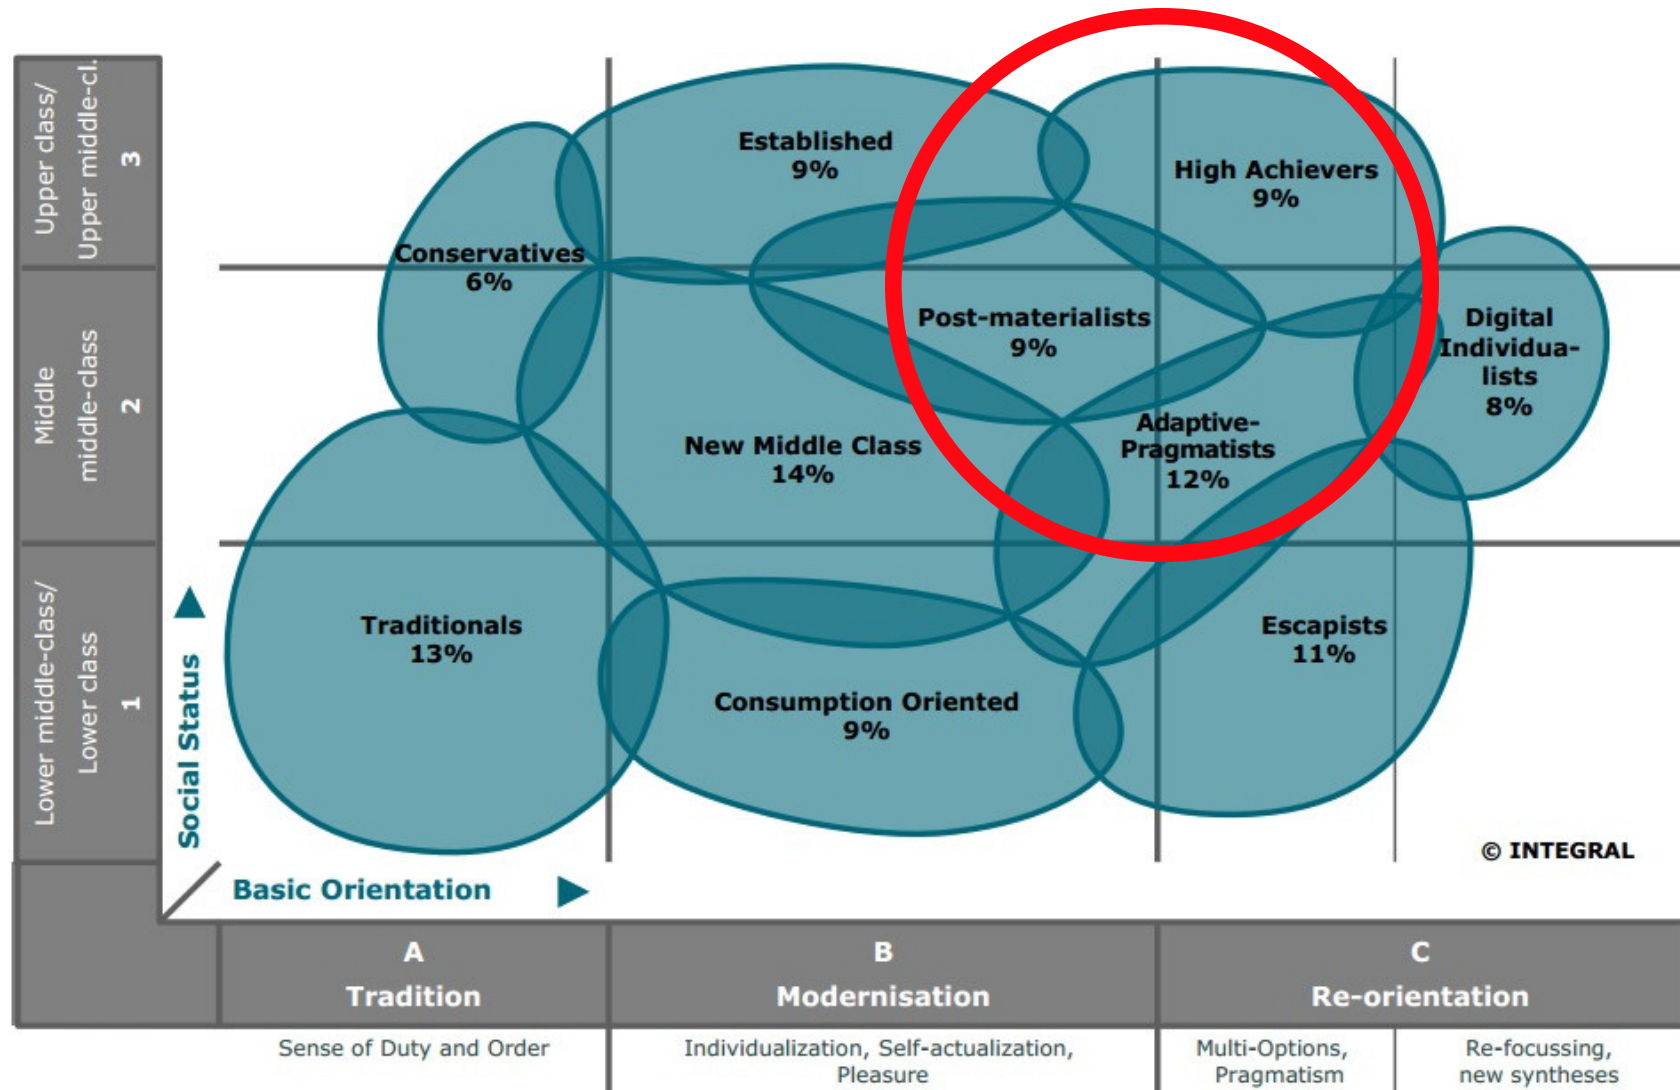 Upper class/
Upper middle-cl.
3
Middle
middle-class
2
Lower middle-class/
Lower class
1
Social Status
Established
9%
High Achievers
9%
Conservatives
6%
Post-materialists
9%
Digital
Individua-
lists
8%
New Middle Class
14%
Adaptive-
Pragmatists
12%
Traditionals
13%
Escapists
11%
Consumption Oriented
9%
© INTEGRAL
Basic Orientation
A
Tradition
B
Modernisation
C
Re-orientation
Sense of Duty and Order
Individualization, Self-actualization,
Pleasure
Multi-Options,
Pragmatism
Re-focussing,
new syntheses